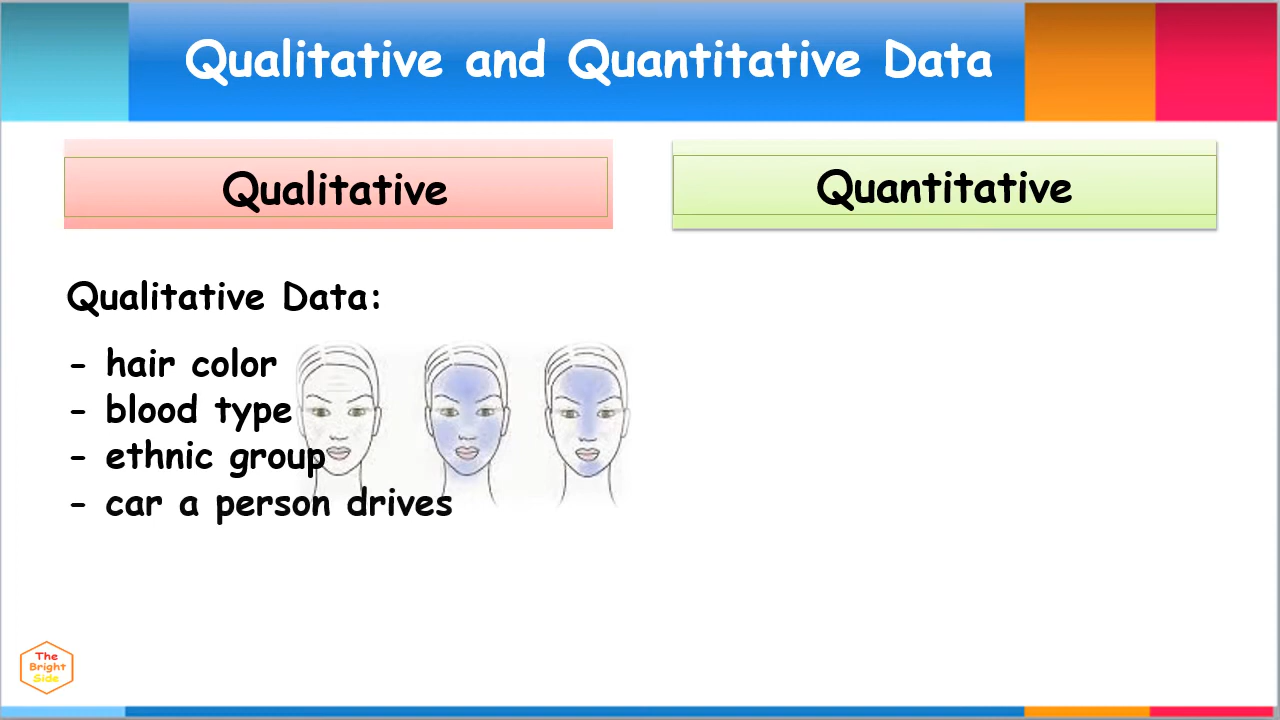 Qualitative and Quantitative Data
Qualitative
Quantitative
Qualitative Data:
- hair color
- blood type
- ethnic group
- car a person drives
The
Bright
Side